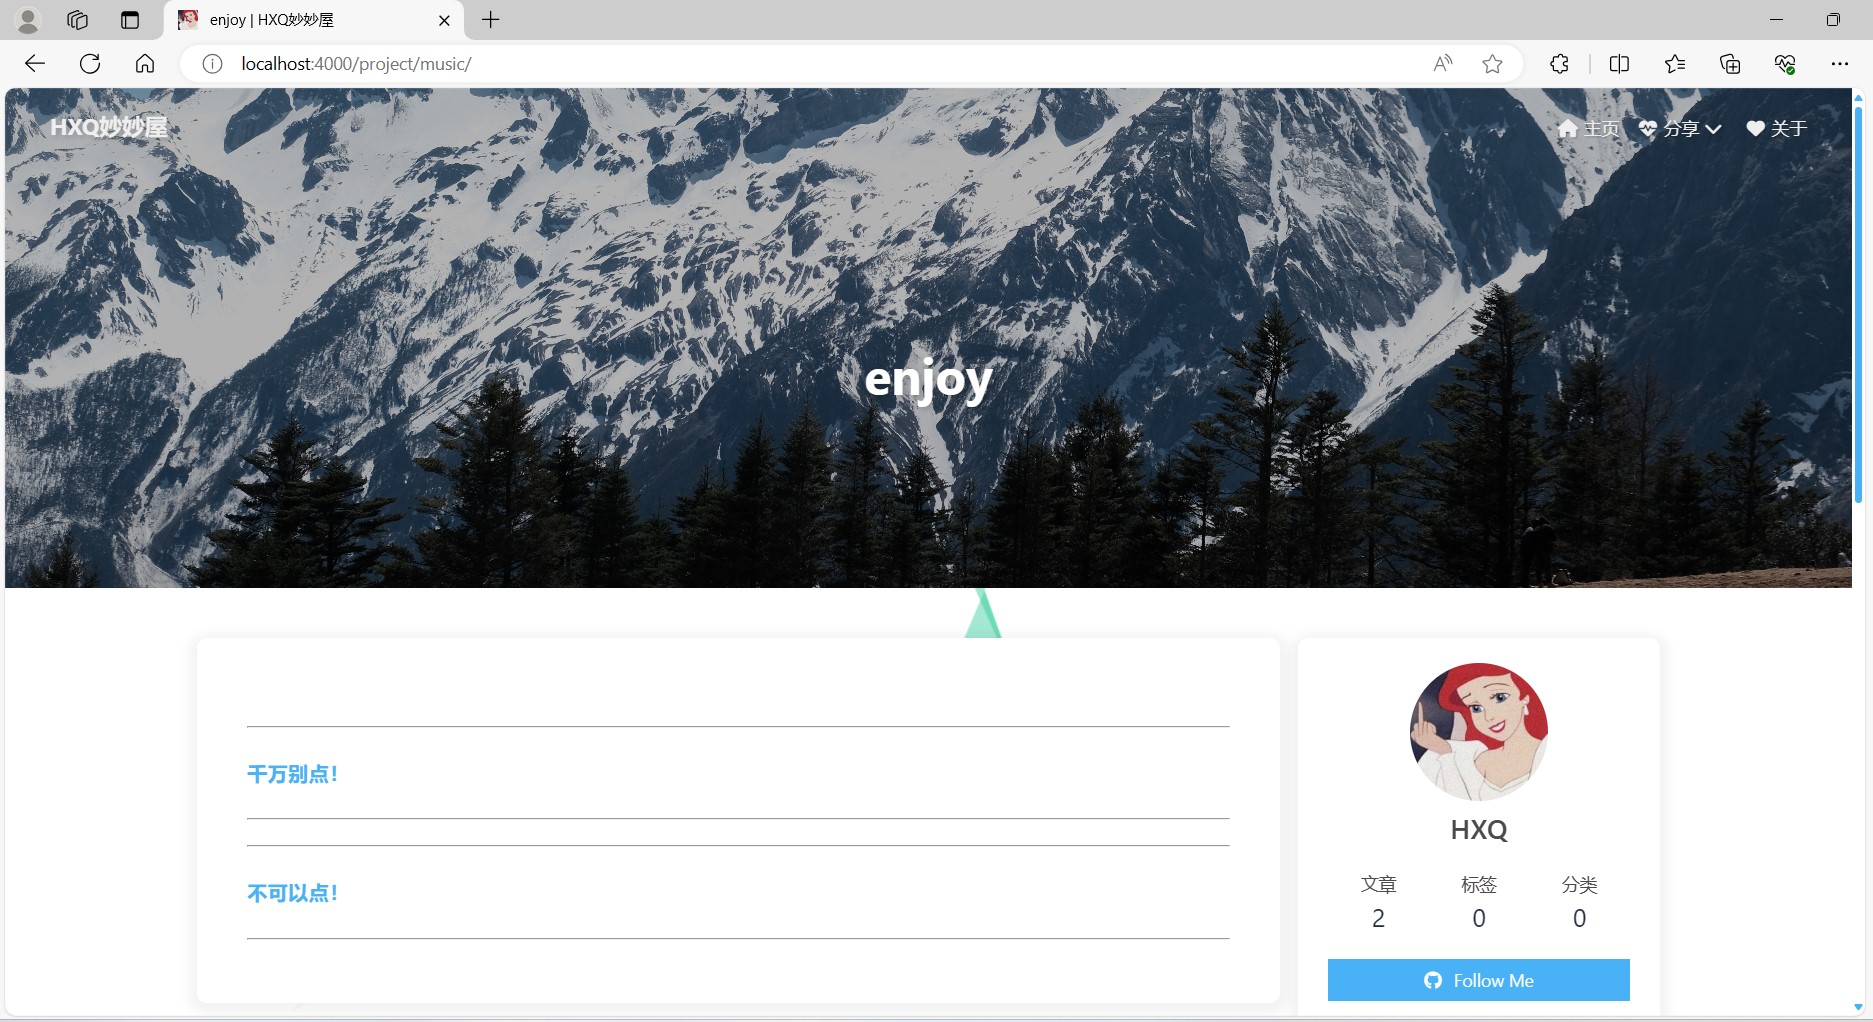 enjoy | HXQ妙妙屋
localhost:4000/project/music/
HXQ妙妙屋
主页 分享 关于
enjoy
千万别点！
不可以点！
HXQ
文章 标签 分类
2 0 0
Follow Me